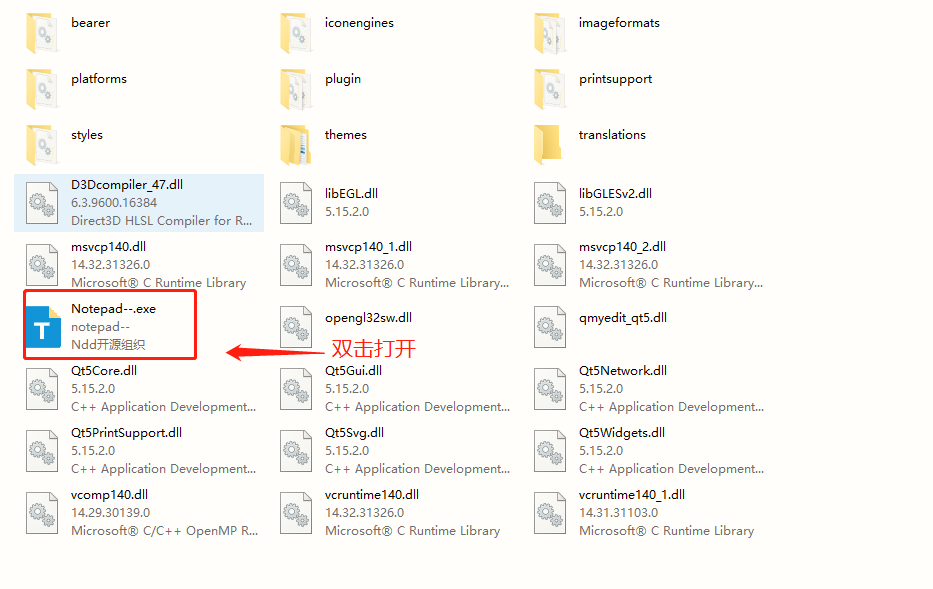 bearer
iconengines
imageformats
platforms
plugin
printsupport
styles
themes
translations
D3Dcompiler_47.dll
6.3.9600.16384
Direct3D HLSL Compiler for R...
libEGL.dll
5.15.2.0
libGLESv2.dll
5.15.2.0
msvcp140.dll
14.32.31326.0
Microsoft® C Runtime Library
msvcp140_1.dll
14.32.31326.0
Microsoft® C Runtime Library...
msvcp140_2.dll
14.32.31326.0
Microsoft® C Runtime Library...
Notepad--.exe
notepad--
Ndd开源组织
opengl32sw.dll
qmyedit_qt5.dll
双击打开
Qt5Core.dll
5.15.2.0
C++ Application Development...
Qt5Gui.dll
5.15.2.0
C++ Application Development...
Qt5Network.dll
5.15.2.0
C++ Application Development...
Qt5PrintSupport.dll
5.15.2.0
C++ Application Development...
Qt5Svg.dll
5.15.2.0
C++ Application Development...
Qt5Widgets.dll
5.15.2.0
C++ Application Development...
vcomp140.dll
14.29.30139.0
Microsoft® C/C++ OpenMP R...
vcruntime140.dll
14.32.31326.0
Microsoft® C Runtime Library
vcruntime140_1.dll
14.31.31103.0
Microsoft® C Runtime Library